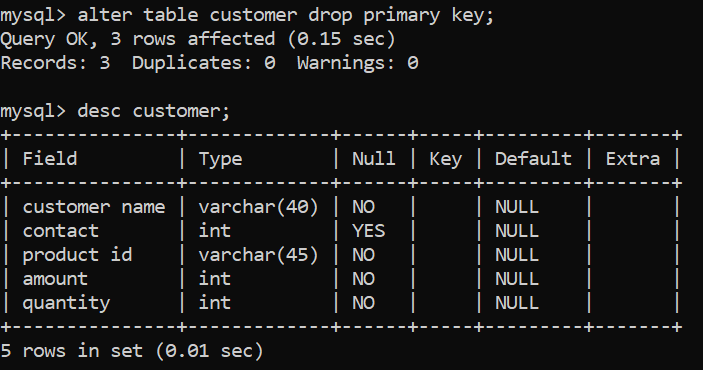 mysql> alter table customer drop primary key;
Query OK, 3 rows affected (0.15 sec)
Records: 3  Duplicates: 0  Warnings: 0

mysql> desc customer;
+---------------+-------------+------+-----+---------+-------+
| Field         | Type        | Null | Key | Default | Extra |
+---------------+-------------+------+-----+---------+-------+
| customer name | varchar(40) | NO   |     | NULL    |       |
| contact       | int         | YES  |     | NULL    |       |
| product id    | varchar(45) | NO   |     | NULL    |       |
| amount        | int         | NO   |     | NULL    |       |
| quantity      | int         | NO   |     | NULL    |       |
+---------------+-------------+------+-----+---------+-------+
5 rows in set (0.01 sec)